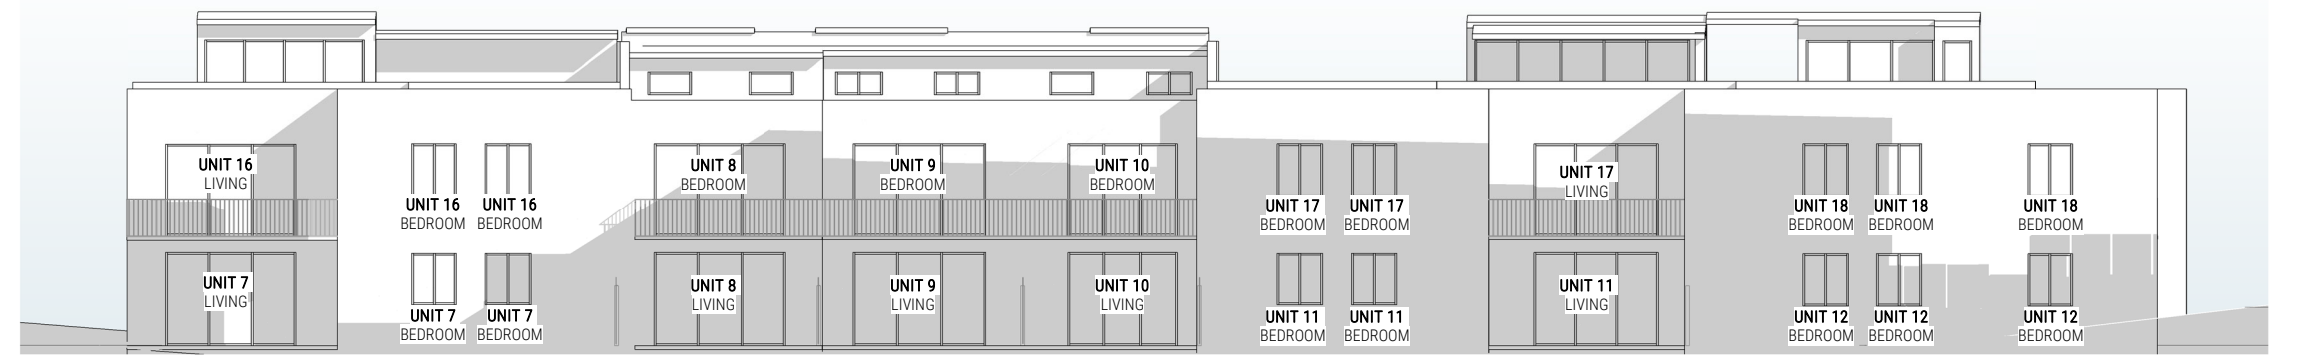 UNIT 16
LIVING
UNIT 16
BEDROOM
UNIT 16
BEDROOM
UNIT 8
BEDROOM
UNIT 9
BEDROOM
UNIT 10
BEDROOM
UNIT 17
BEDROOM
UNIT 17
BEDROOM
UNIT 17
LIVING
UNIT 18
BEDROOM
UNIT 18
BEDROOM
UNIT 18
BEDROOM
UNIT 7
LIVING
UNIT 7
BEDROOM
UNIT 7
BEDROOM
UNIT 8
LIVING
UNIT 9
LIVING
UNIT 10
LIVING
UNIT 11
BEDROOM
UNIT 11
BEDROOM
UNIT 11
LIVING
UNIT 12
BEDROOM
UNIT 12
BEDROOM
UNIT 12
BEDROOM